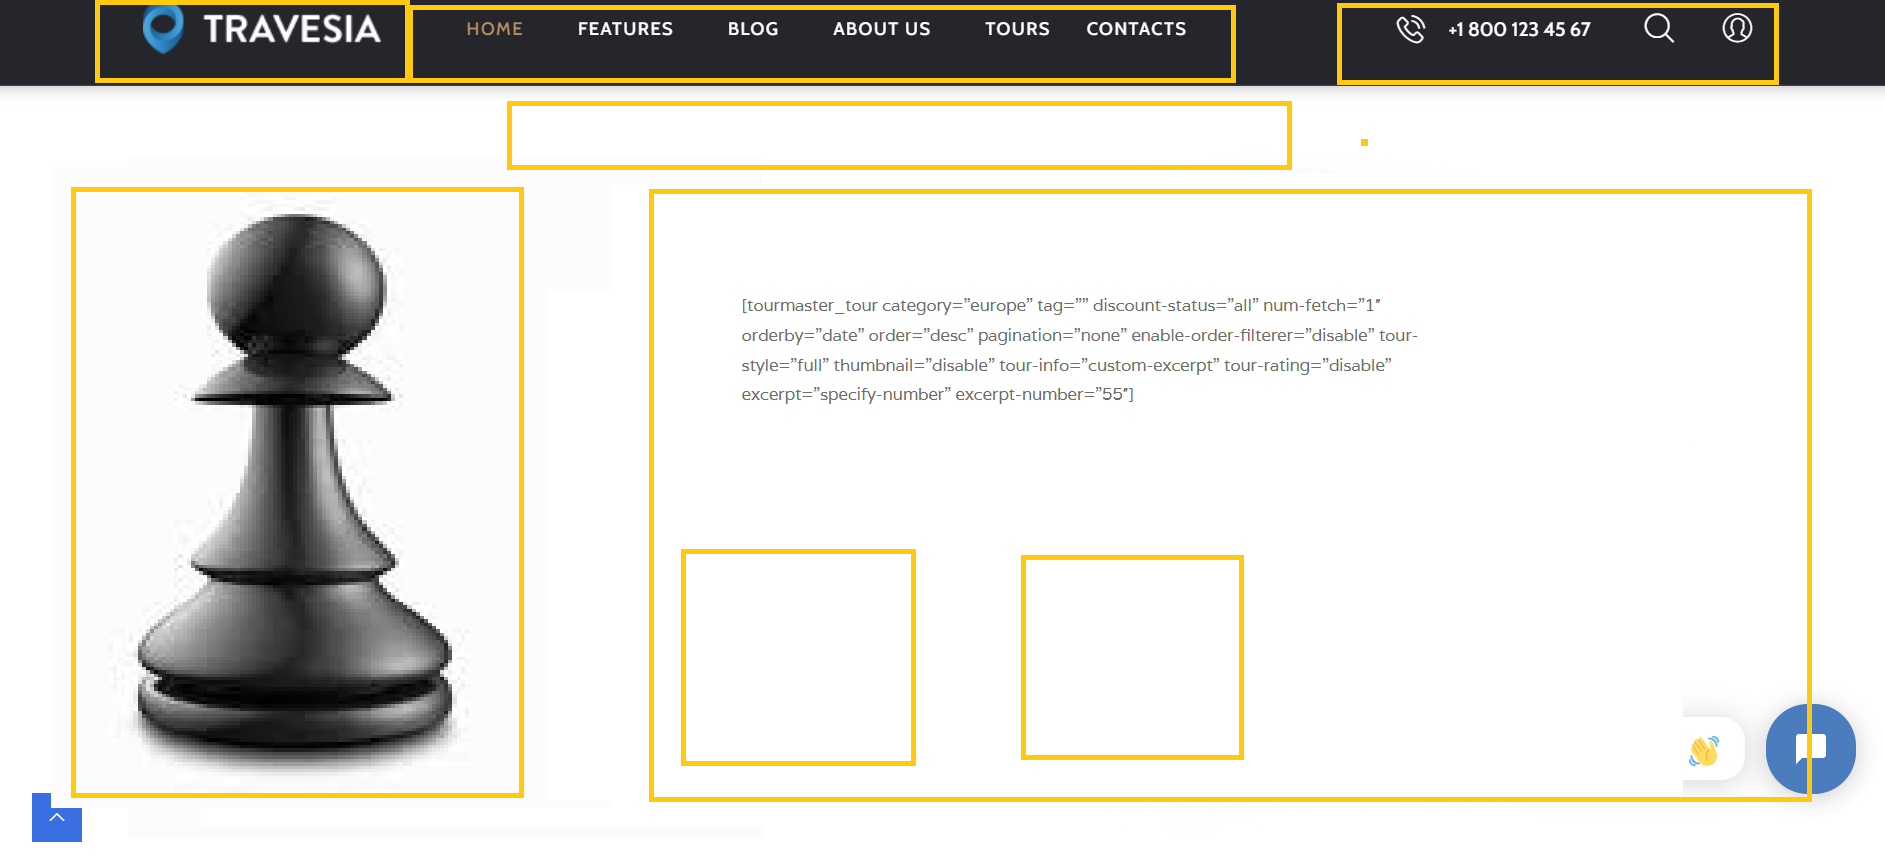 TRAVESIA
HOME FEATURES BLOG ABOUT US TOURS CONTACTS
+1 800 123 45 67
[tourmaster_tour category=”europe” tag=”” discount-status=”all” num-fetch=”1″
orderby=”date” order=”desc” pagination=”none” enable-order-filterer=”disable” tour-
style=”full” thumbnail=”disable” tour-info=”custom-excerpt” tour-rating=”disable”
excerpt=”specify-number” excerpt-number=”55″]